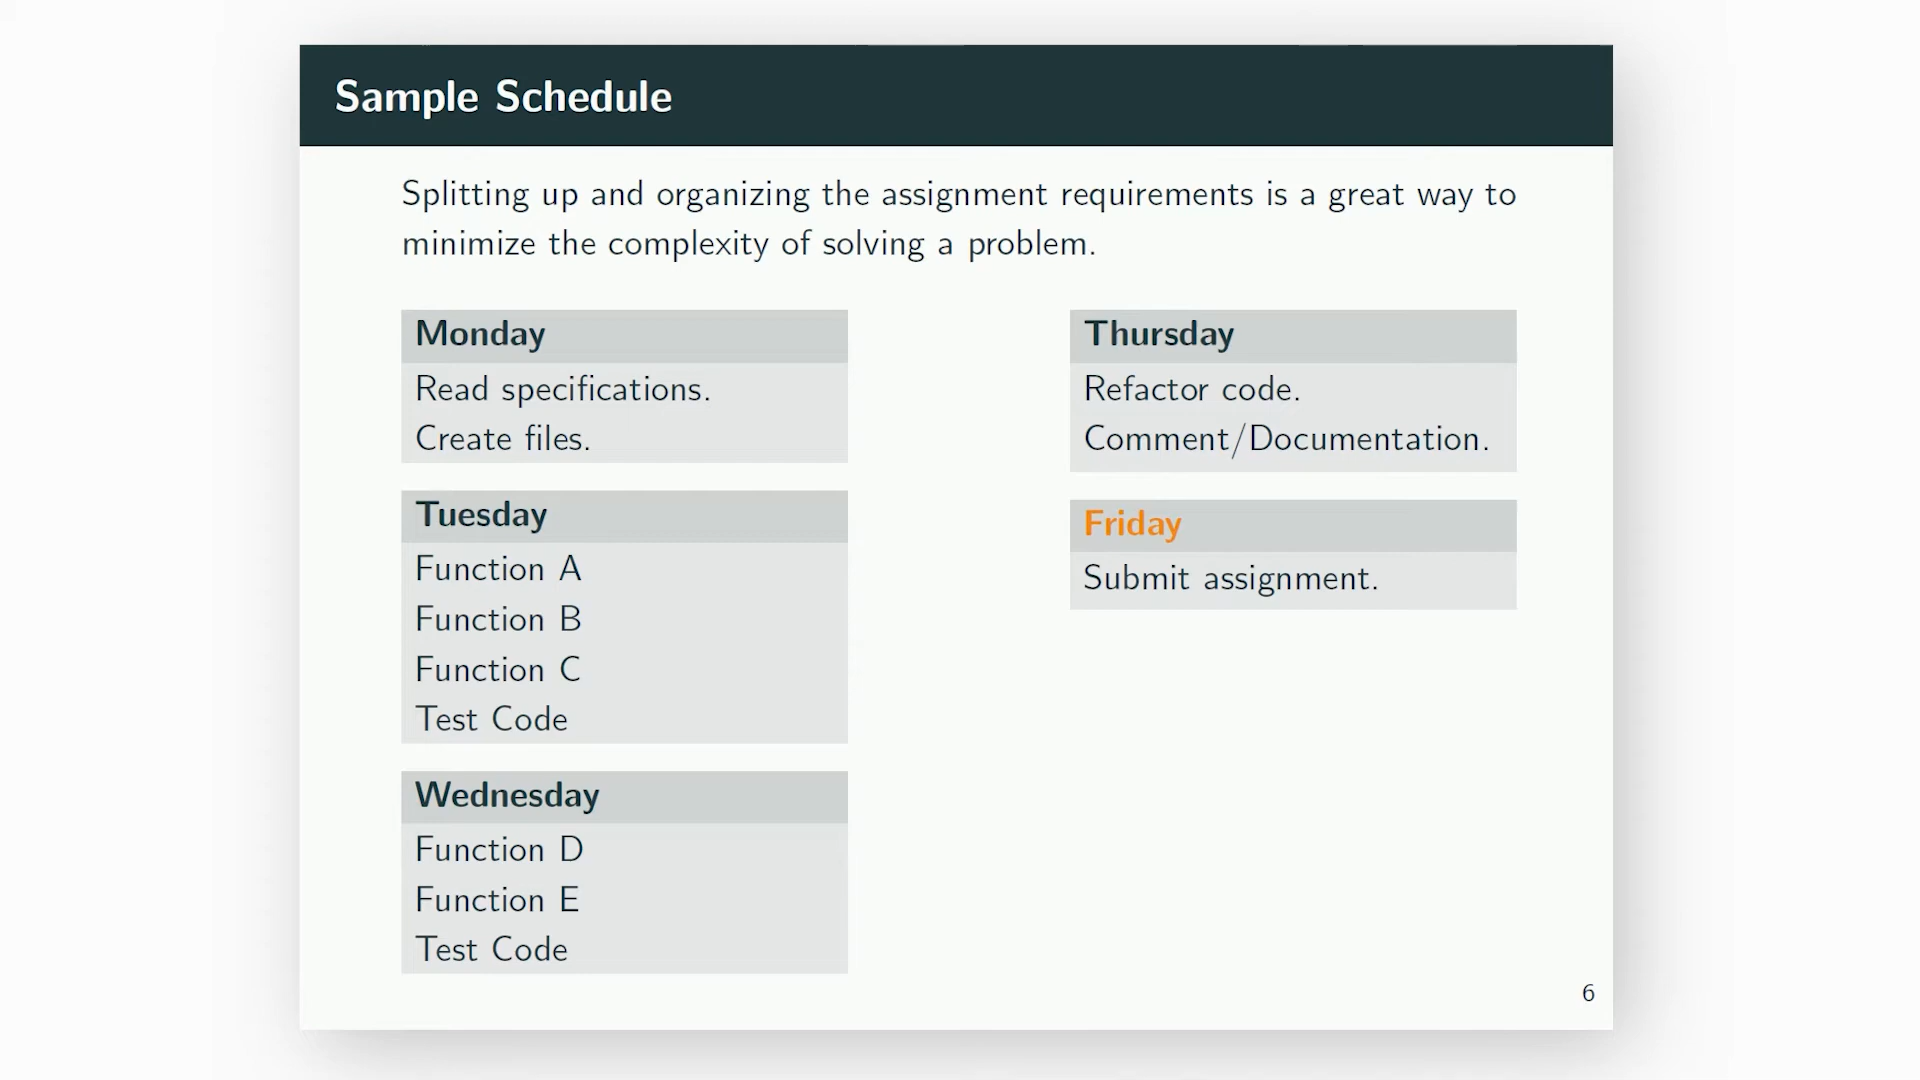 Sample Schedule
Splitting up and organizing the assignment requirements is a great way to
minimize the complexity of solving a problem.
Monday
Read specifications.
Create files.
Tuesday
Function A
Function B
Function C
Test Code
Wednesday
Function D
Function E
Test Code
Thursday
Refactor code.
Comment/Documentation.
Friday
Submit assignment.
6